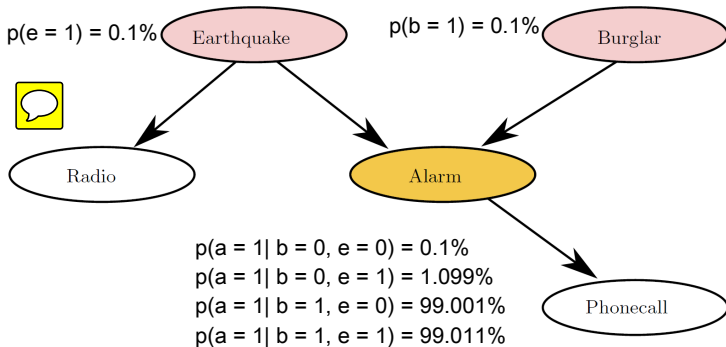 p(e = 1) = 0.1%
Earthquake
p(b = 1) = 0.1%
Burglar
Radio
Alarm
p(a = 1| b = 0, e = 0) = 0.1%
p(a = 1| b = 0, e = 1) = 1.099%
p(a = 1| b = 1, e = 0) = 99.001%
p(a = 1| b = 1, e = 1) = 99.011%
Phonecall